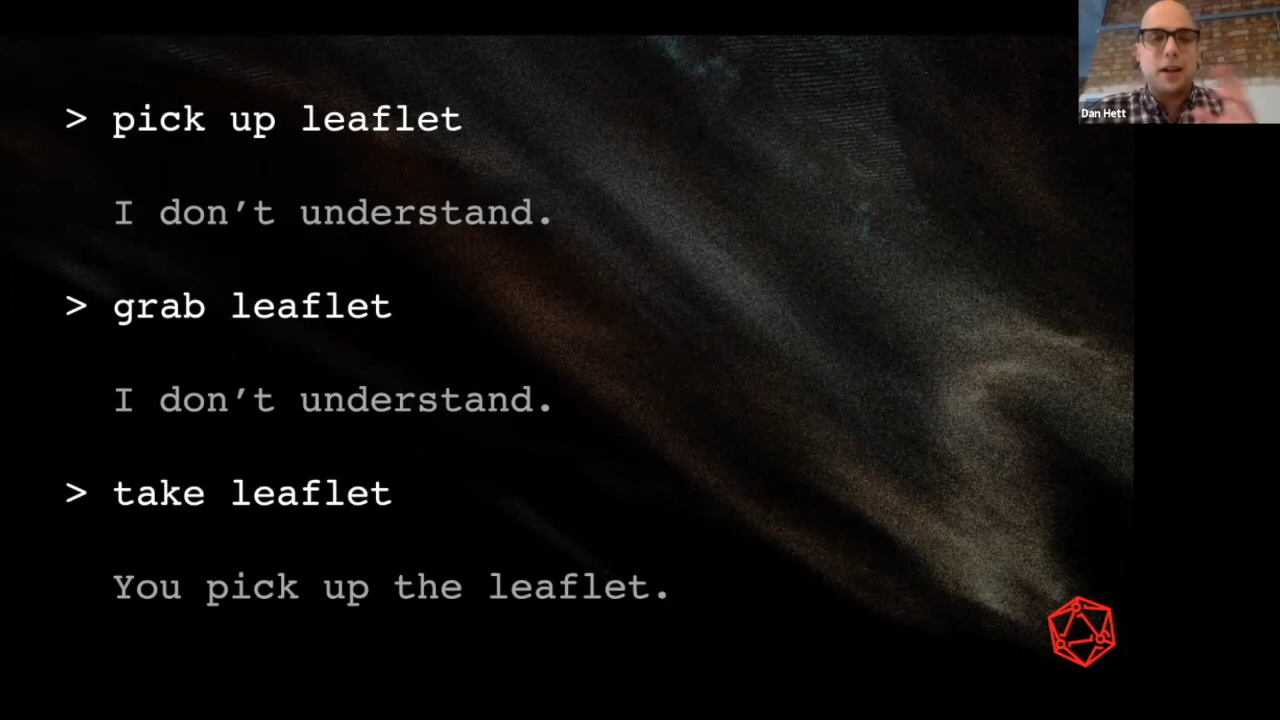 > pick up leaflet
I don’t understand.
> grab leaflet
I don’t understand.
> take leaflet
You pick up the leaflet.
Dan Hett